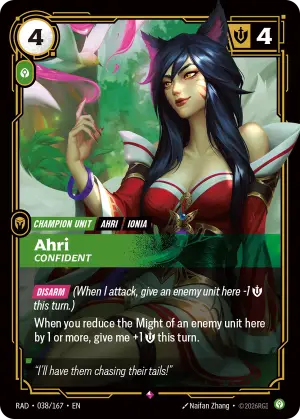 4
4
CHAMPION UNIT AHRI IONIA
Ahri
CONFIDENT
DISARM (When I attack, give an enemy unit here -1
this turn.)
When you reduce the Might of an enemy unit here
by 1 or more, give me +1 this turn.
"I'll have them chasing their tails!"
RAD • 038/167 • EN
Naifan Zhang • ©2026RGI